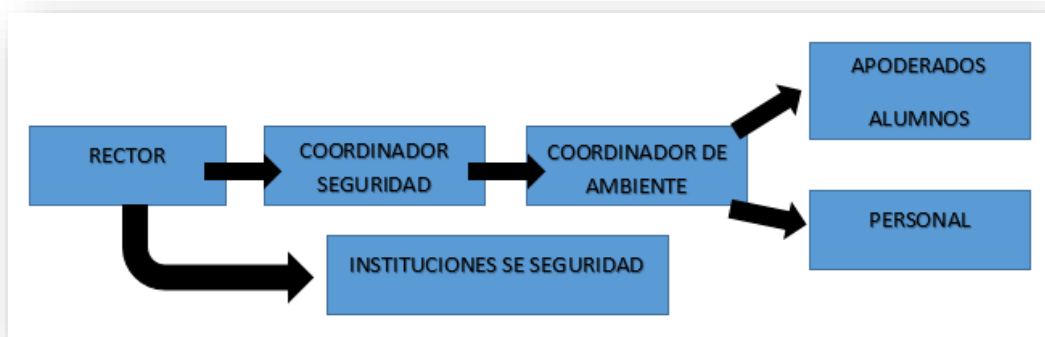 RECTOR
COORDINADOR
SEGURIDAD
COORDINADOR DE
AMBIENTE
APODERADOS
ALUMNOS
PERSONAL
INSTITUCIONES SE SEGURIDAD